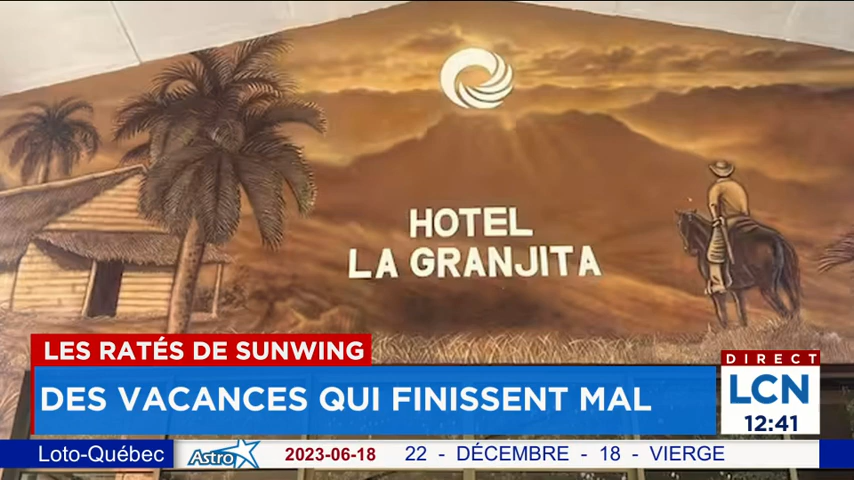 HOTEL
LA GRANJITA
LES RATÉS DE SUNWING
DES VACANCES QUI FINISSENT MAL
DIRECT
LCN
12:41
Loto-Québec Astro 2023-06-18 22 - DÉCEMBRE - 18 - VIERGE